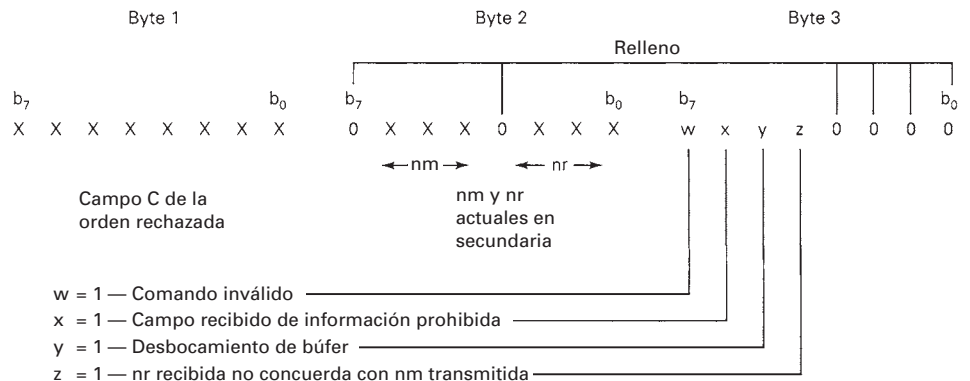 Byte 1 Byte 2 Byte 3
Relleno
b7 b0 b7 b0 b7 b0
X X X X X X X X 0 X X X 0 X X X w x y z 0 0 0 0
nm nr
Campo C de la
orden rechazada
nm y nr
actuales en
secundaria
w = 1 — Comando inválido
x = 1 — Campo recibido de información prohibida
y = 1 — Desbocamiento de búfer
z = 1 — nr recibida no concuerda con nm transmitida